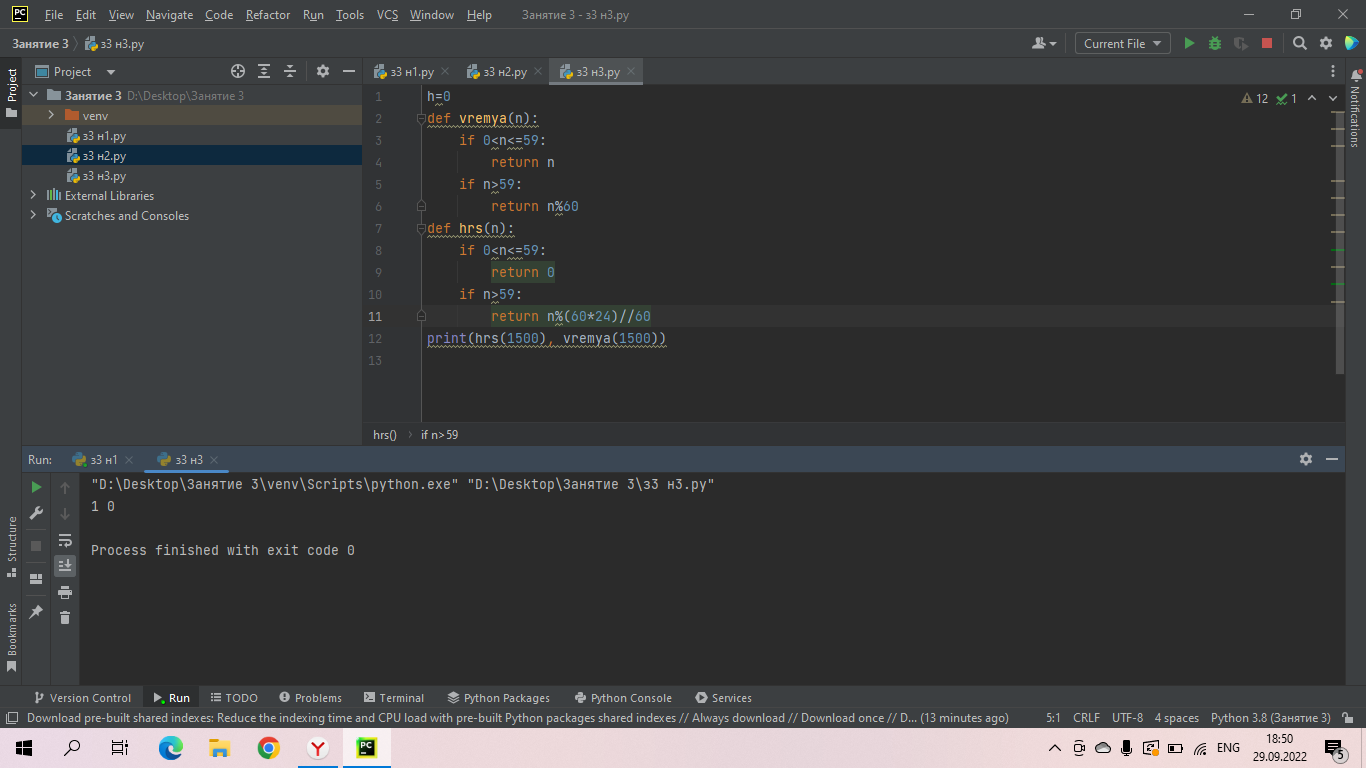 PC File Edit View Navigate Code Refactor Run Tools VCS Window Help Занятие 3 - з3 н3.py
Занятие 3 з3 н3.py Current File
Project Project з3 н1.py з3 н2.py з3 н3.py
Занятие 3 D:\Desktop\Занятие 3
venv
з3 н1.py
з3 н2.py
з3 н3.py
External Libraries
Scratches and Consoles
1 h=0
2 def vremya(n):
3 if 0<n<=59:
4 return n
5 if n>59:
6 return n%60
7 def hrs(n):
8 if 0<n<=59:
9 return 0
10 if n>59:
11 return n%(60*24)//60
12 print(hrs(1500), vremya(1500))
13
12 1
Notifications
hrs() if n>59
Run: з3 н1 з3 н3
"D:\Desktop\Занятие 3\venv\Scripts\python.exe" "D:\Desktop\Занятие 3\з3 н3.py"
1 0
Process finished with exit code 0
Structure
Bookmarks
Version Control Run TODO Problems Terminal Python Packages Python Console Services
Download pre-built shared indexes: Reduce the indexing time and CPU load with pre-built Python packages shared indexes // Always download // Download once // D... (13 minutes ago) 5:1 CRLF UTF-8 4 spaces Python 3.8 (Занятие 3)
Y PC ENG 18:50
29.09.2022 5